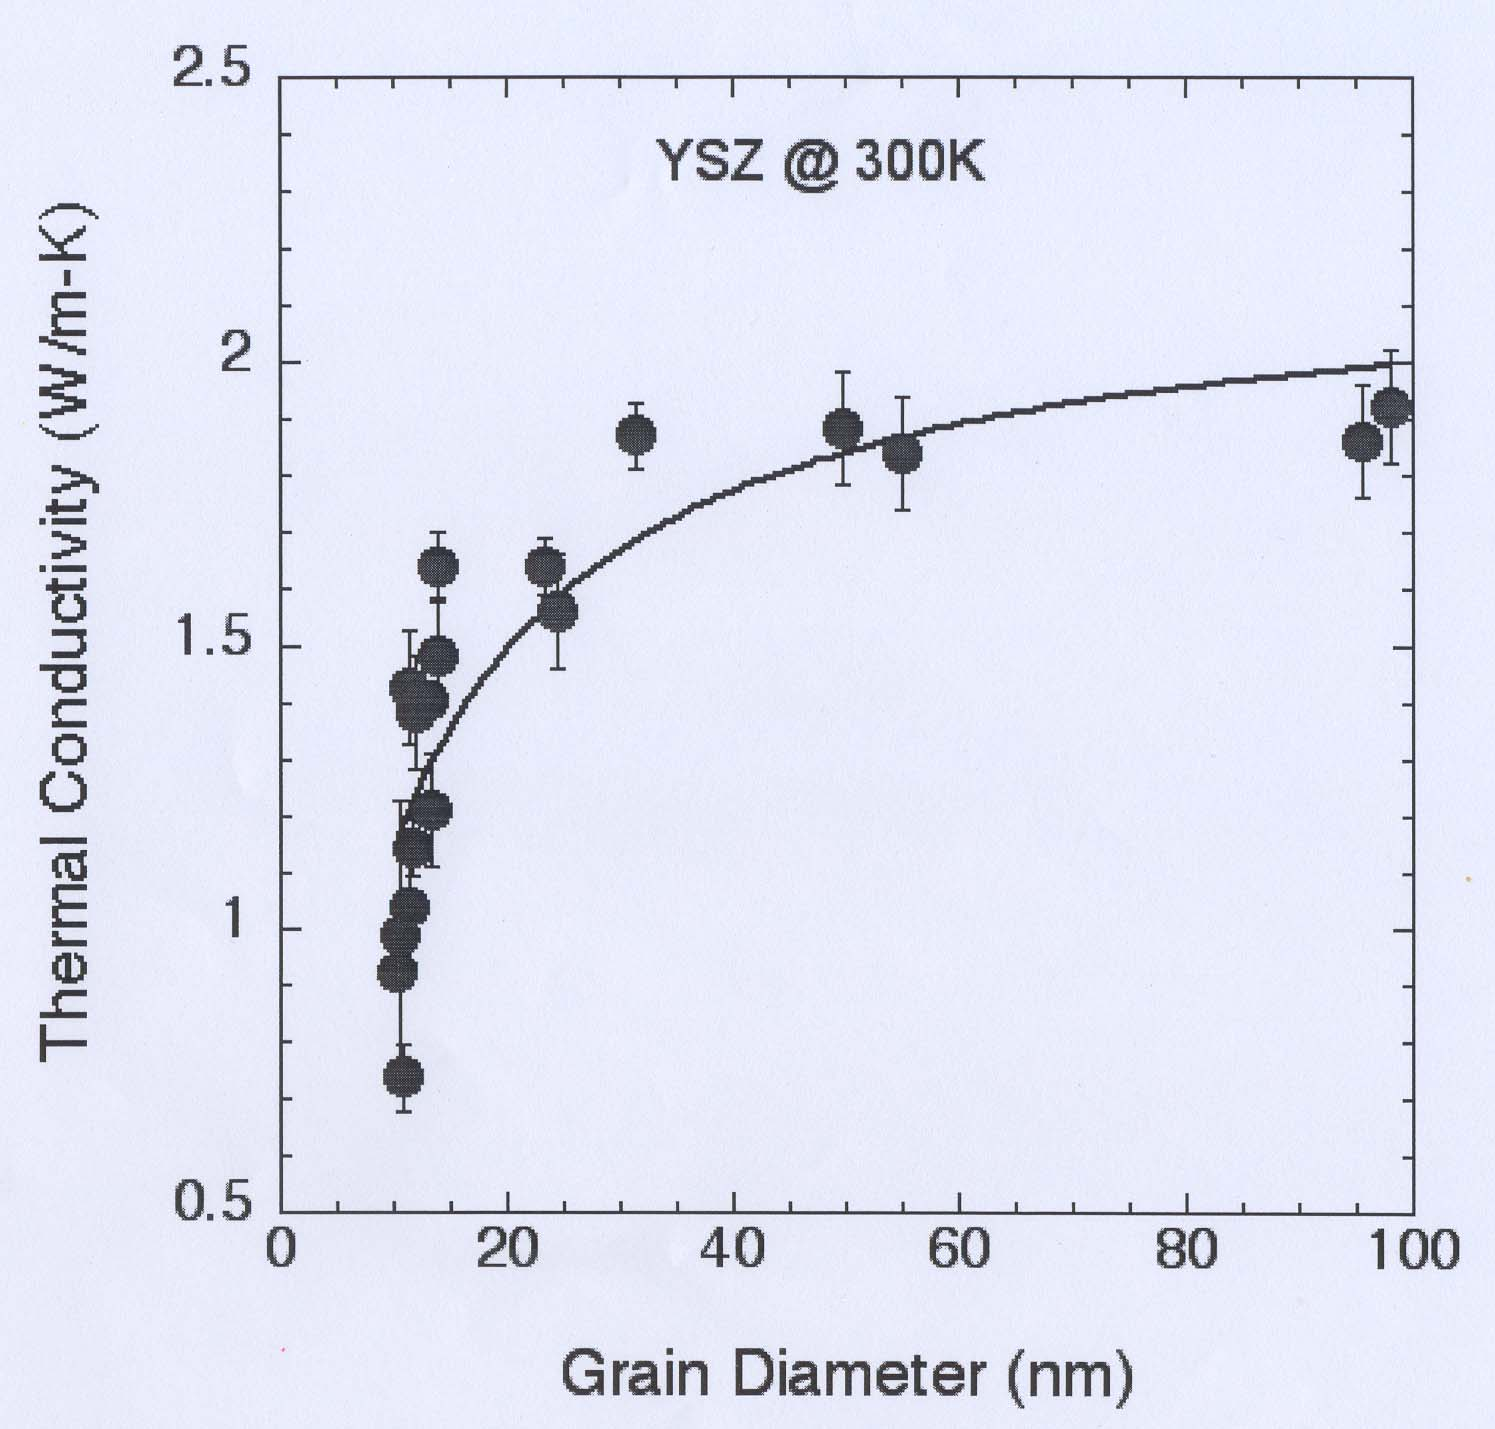 2.5
YSZ @ 300K
2
1.5
1
0.5
0 20 40 60 80 100
Thermal Conductivity (W/m-K)
Grain Diameter (nm)